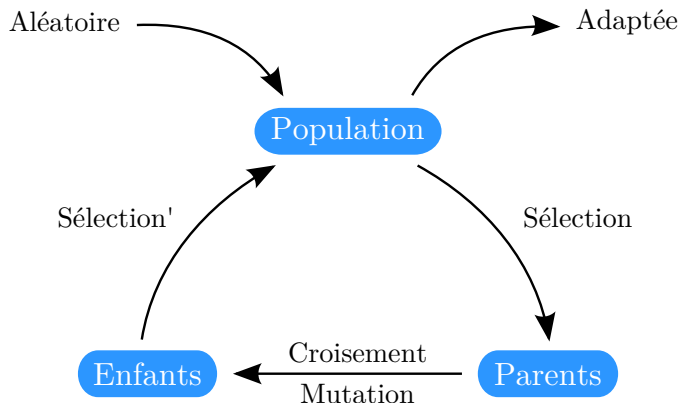 Aléatoire
Adaptée
Population
Sélection'
Sélection
Croisement
Enfants
Parents
Mutation